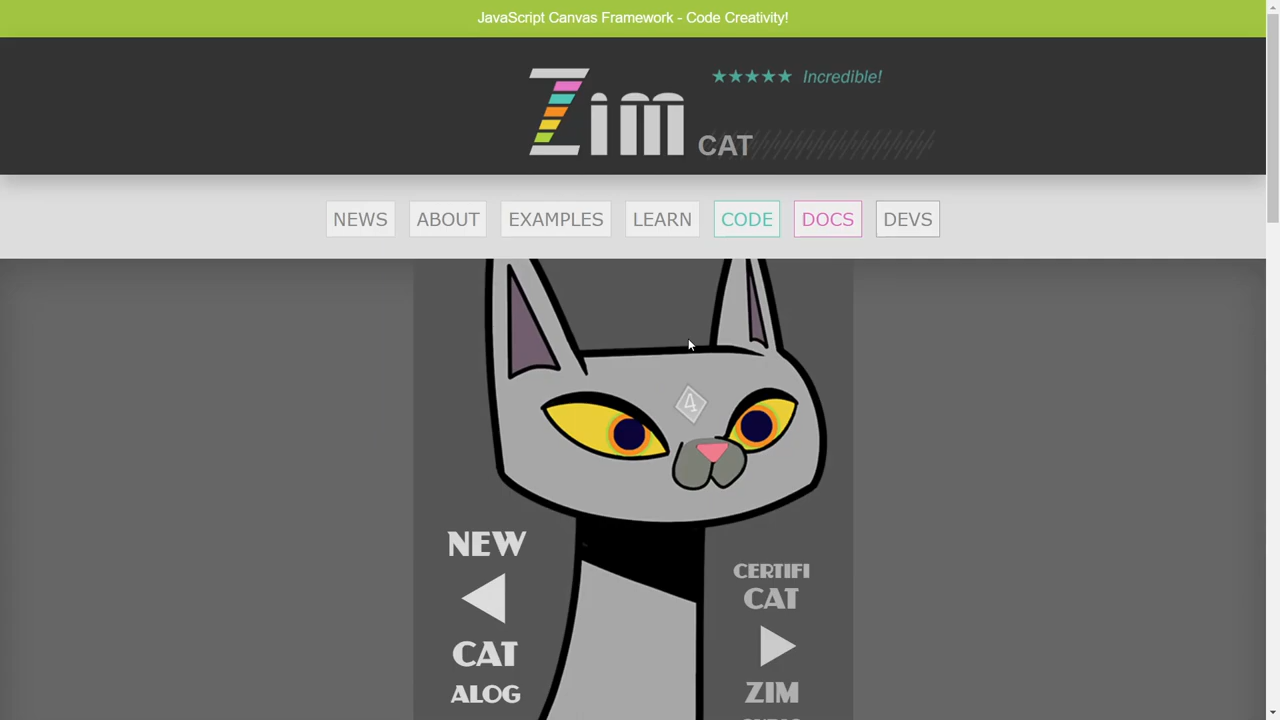 JavaScript Canvas Framework - Code Creativity!
Zim
★★★★★ Incredible!
CAT
NEWS
ABOUT
EXAMPLES
LEARN
CODE
DOCS
DEVS
4
NEW
CAT
ALOG
CERTIFI
CAT
ZIM